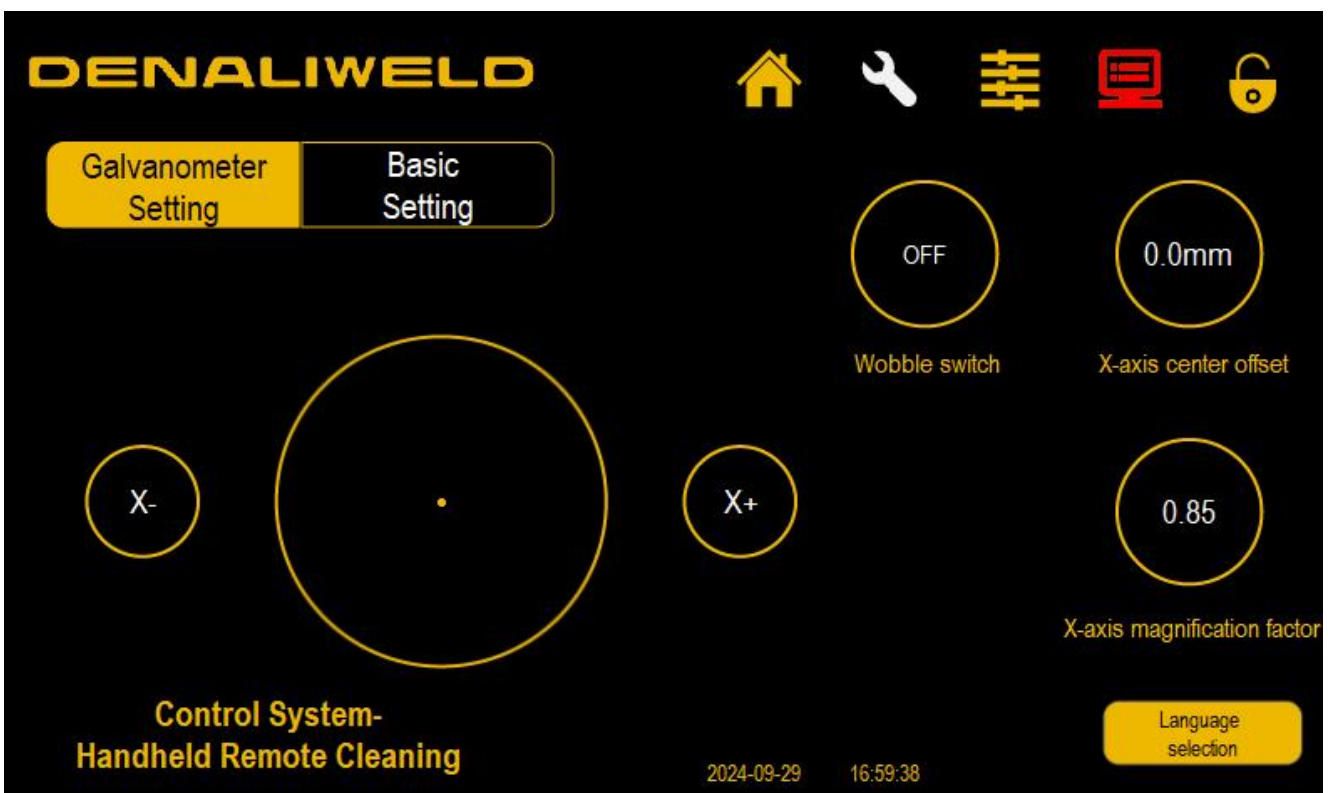 DENALIWELD
Galvanometer
Setting
Basic
Setting
OFF
0.0mm
Wobble switch
X-axis center offset
X-
X+
0.85
X-axis magnification factor
Control System-
Handheld Remote Cleaning
Language
selection
2024-09-29
16:59:38